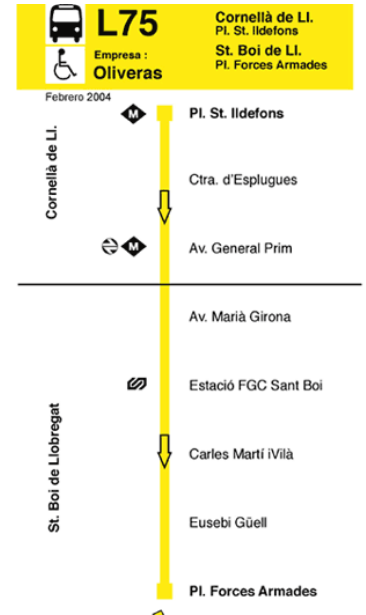 L75
Empresa :
Oliveras
Cornellà de Ll.
Pl. St. Ildefons
St. Boi de Ll.
Pl. Forces Armades
Febrero 2004
Cornellà de Ll.
M
Pl. St. Ildefons
Ctra. d'Esplugues
M
Av. General Prim
St. Boi de Llobregat
Av. Marià Girona
Estació FGC Sant Boi
Carles Martí iVilà
Eusebi Güell
Pl. Forces Armades